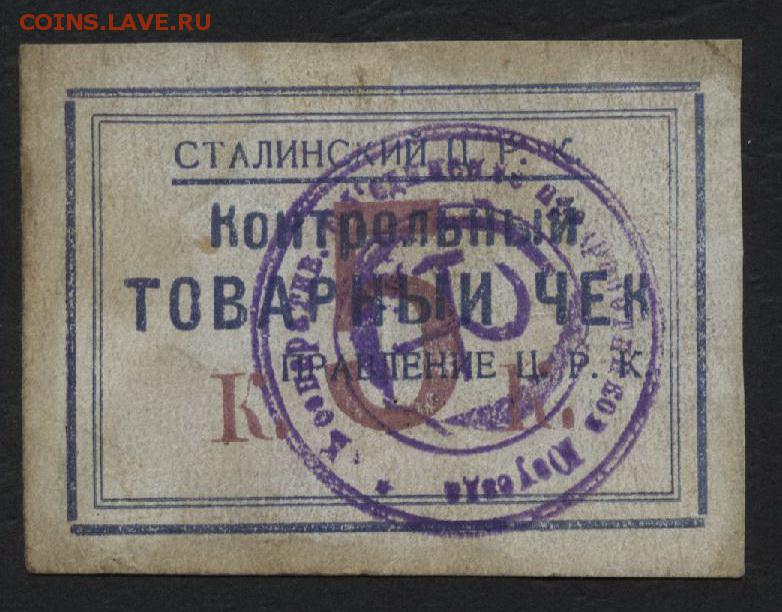 COINS.LAVE.RU
СТАЛИНСКИЙ Ц. Р. К.
Контрольный
ТОВАРНЫЙ ЧЕК
ПРАВЛЕНИЕ Ц. Р. К.
К. 5 К.